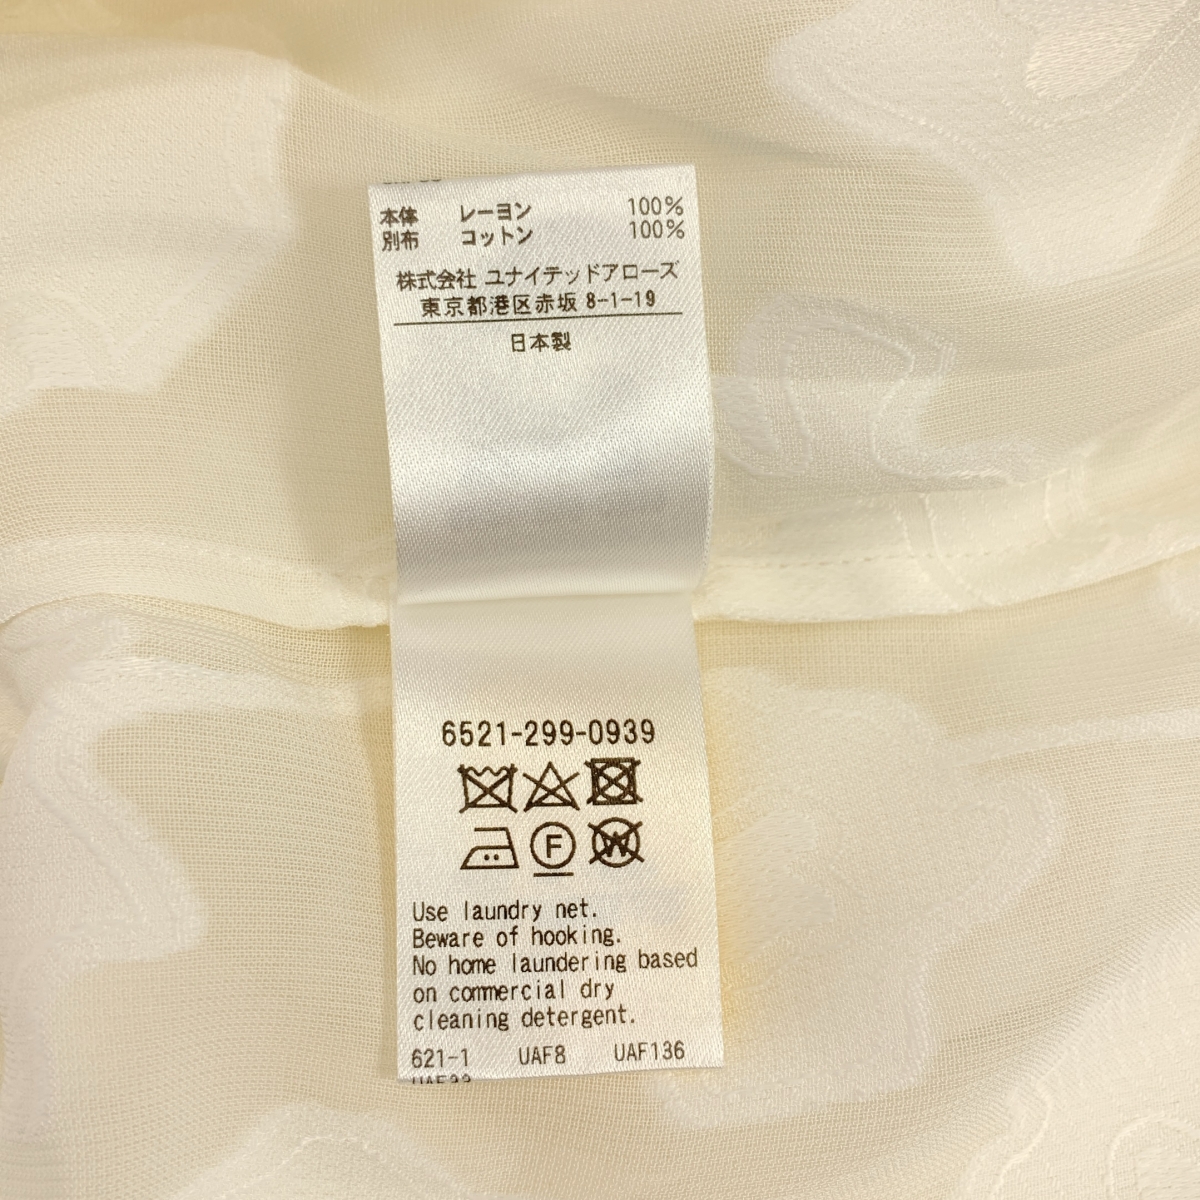 本体 レーヨン 100%
別布 コットン 100%
株式会社 ユナイテッドアローズ
東京都港区赤坂 8-1-19
日本製
6521-299-0939
F W
Use laundry net.
Beware of hooking.
No home laundering based
on commercial dry
cleaning detergent.
621-1 UAF8 UAF136